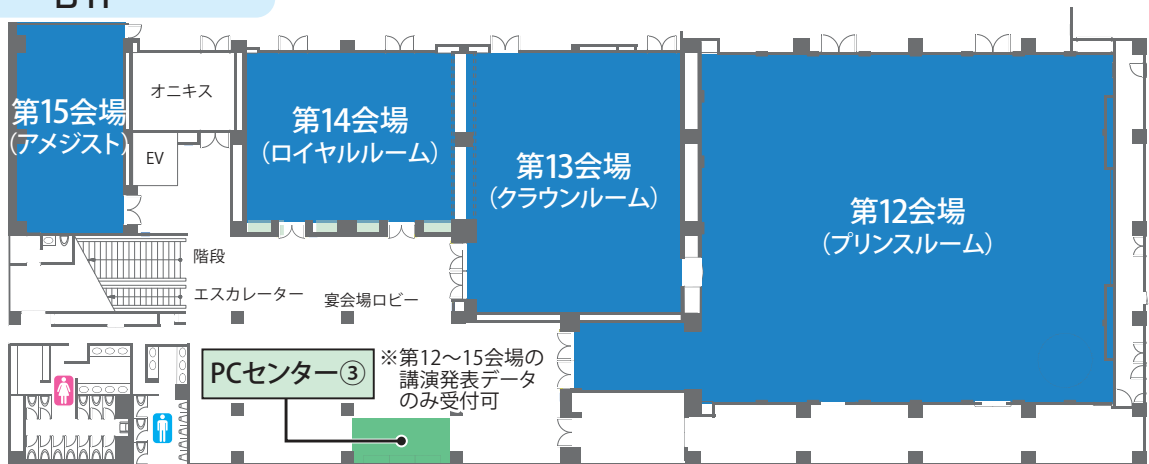 第15会場
(アメジスト)
オニキス
EV
第14会場
(ロイヤルルーム)
第13会場
(クラウンルーム)
第12会場
(プリンスルーム)
階段
エスカレーター
宴会場ロビー
PCセンター③
※第12〜15会場の
講演発表データ
のみ受付可